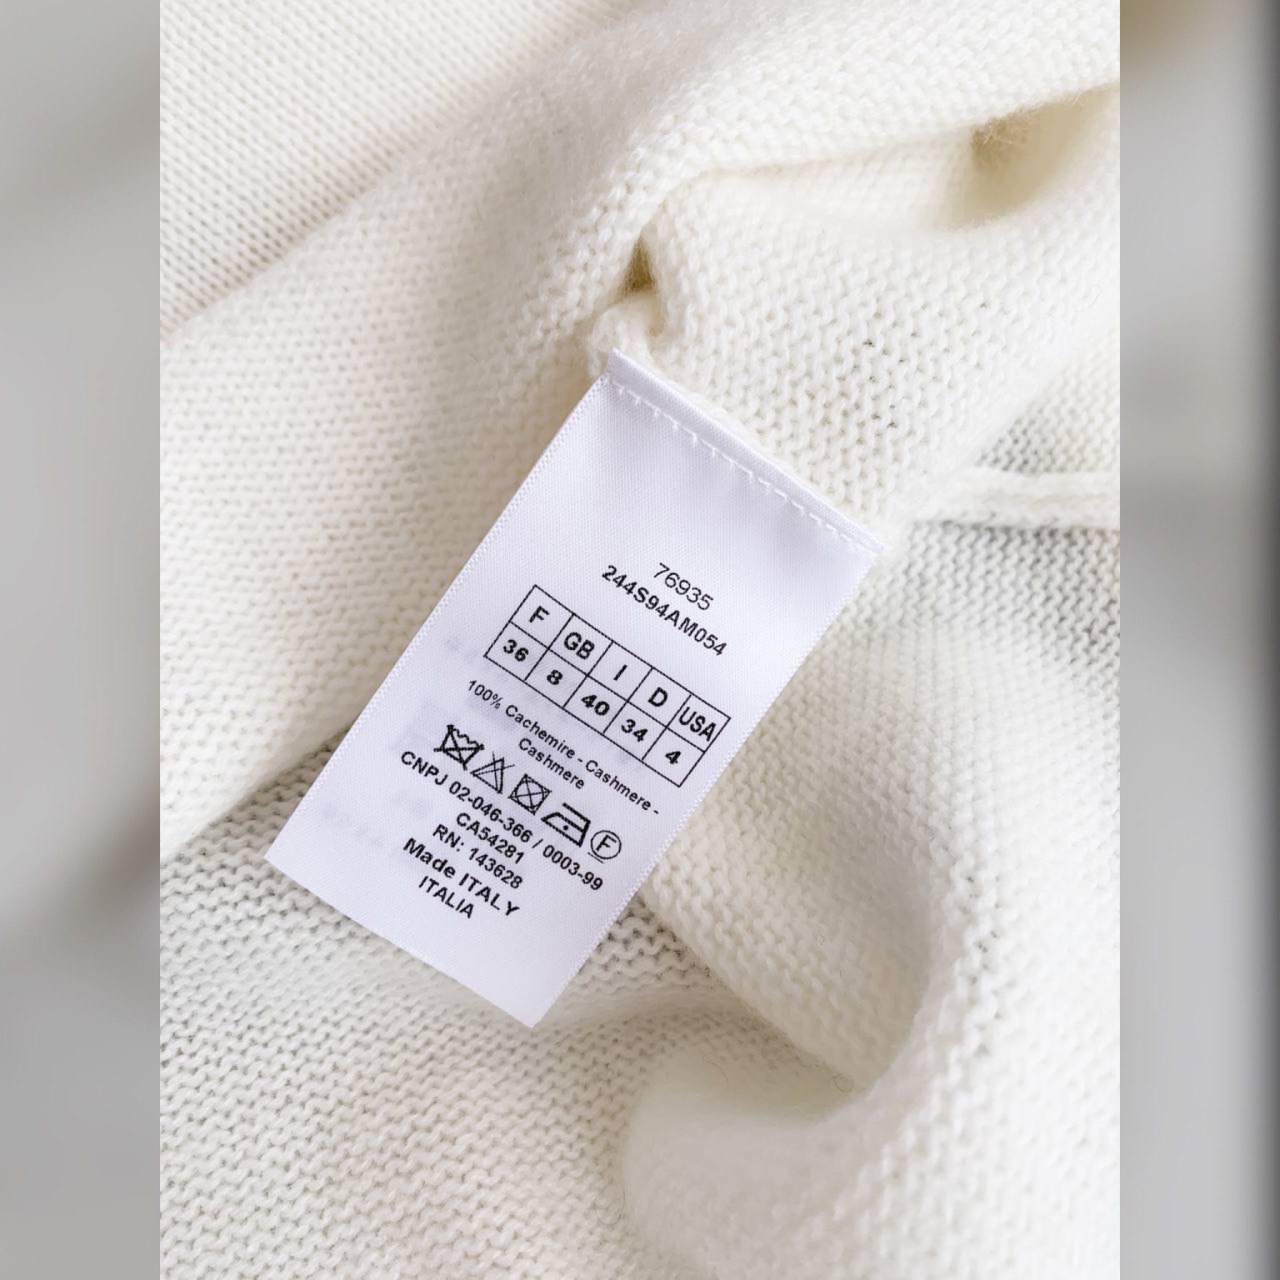 76935
244S94AM054
F GB I D USA
36 8 40 34 4
100% Cachemire - Cashmere -
Cashmere
F
CNPJ 02-046-366 / 0003-99
CA54281
RN: 143628
Made ITALY
ITALIA